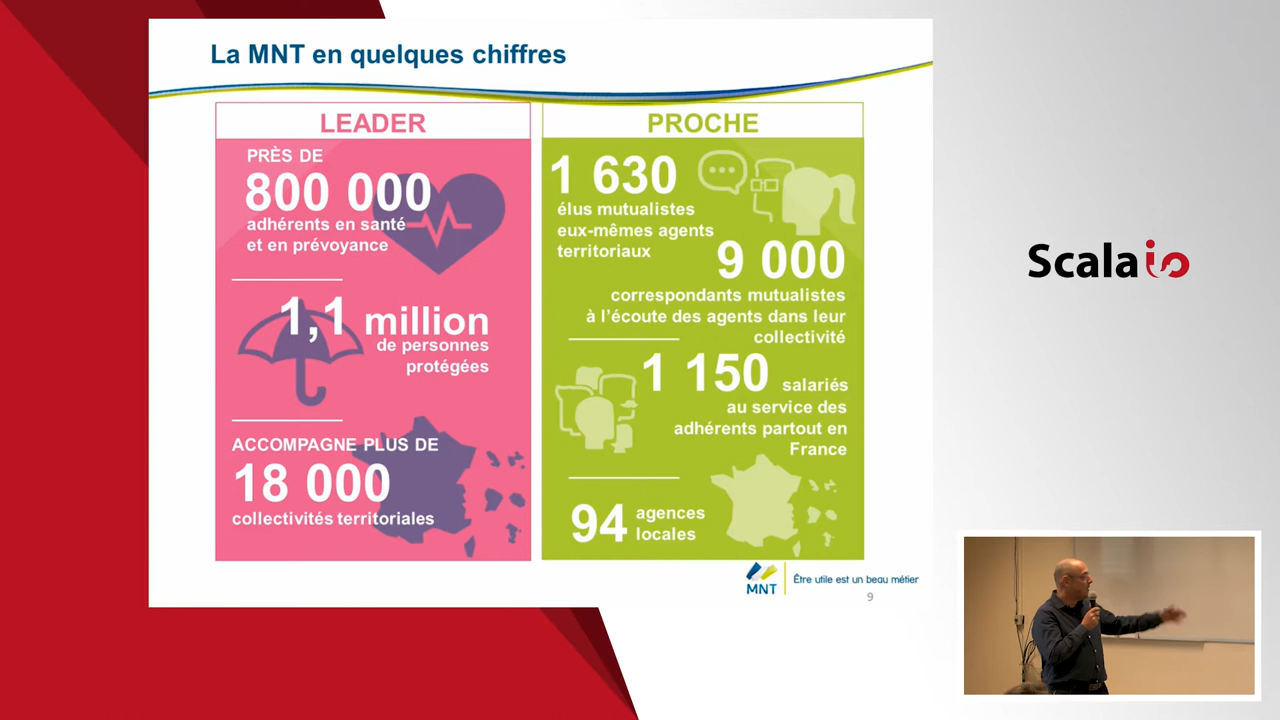 La MNT en quelques chiffres
LEADER
PRÈS DE
800 000
adhérents en santé
et en prévoyance
1,1 million
de personnes
protégées
ACCOMPAGNE PLUS DE
18 000
collectivités territoriales
PROCHE
1 630
élus mutualistes
eux-mêmes agents
territoriaux
9 000
correspondants mutualistes
à l’écoute des agents dans leur
collectivité
1 150 salariés
au service des
adhérents partout en
France
94 agences
locales
MNT
Être utile est un beau métier
9
Scala io